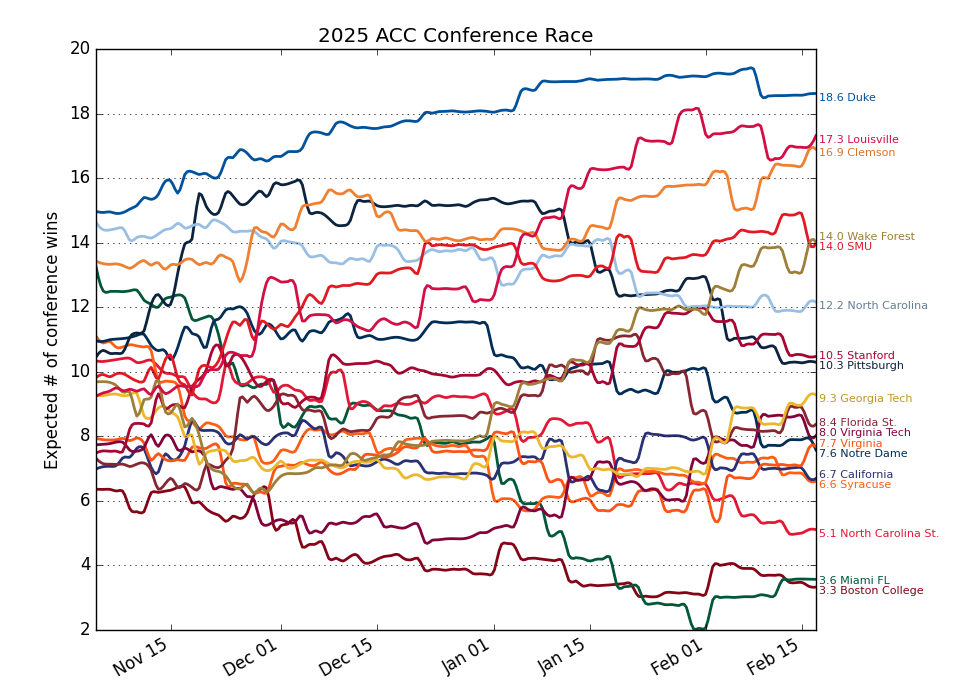 2025 ACC Conference Race
Expected # of conference wins
20
18
16
14
12
10
8
6
4
2
Nov 15
Dec 01
Dec 15
Jan 01
Jan 15
Feb 01
Feb 15
18.6 Duke
17.3 Louisville
16.9 Clemson
14.0 Wake Forest
14.0 SMU
12.2 North Carolina
10.5 Stanford
10.3 Pittsburgh
9.3 Georgia Tech
8.4 Florida St.
8.0 Virginia Tech
7.7 Virginia
7.6 Notre Dame
6.7 California
6.6 Syracuse
5.1 North Carolina St.
3.6 Miami FL
3.3 Boston College